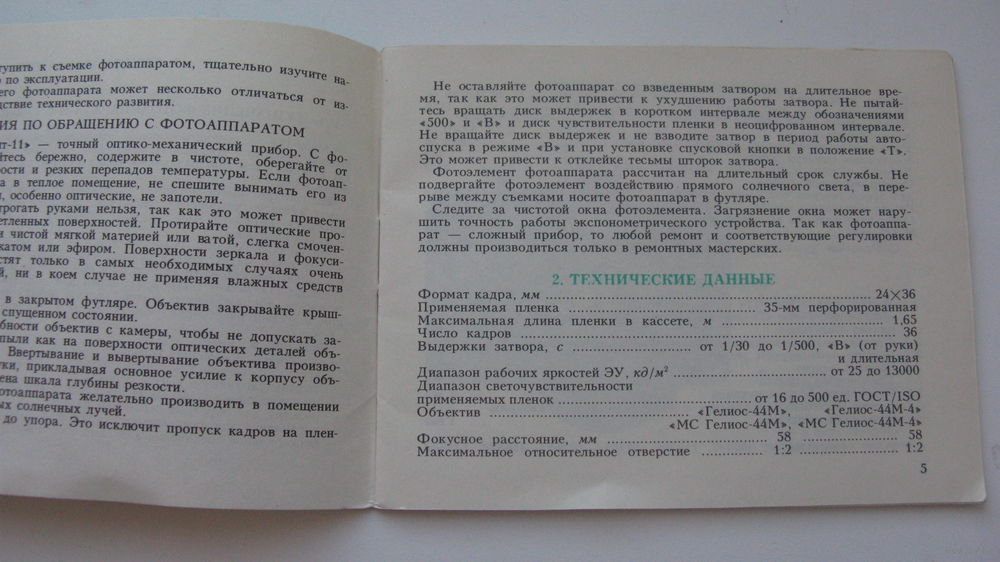 тупить к съемке фотоаппаратом, тщательно изучите на-
по эксплуатации.
его фотоаппарата может несколько отличаться от из-
дствие технического развития.
ИЯ ПО ОБРАЩЕНИЮ С ФОТОАППАРАТОМ
т-11» — точный оптико-механический прибор. С фо-
йтесь бережно, содержите в чистоте, оберегайте от
ости и резких перепадов температуры. Если фотоап-
а в теплое помещение, не спешите вынимать его из
, особенно оптические, не запотели.
трогать руками нельзя, так как это может привести
етленных поверхностей. Протирайте оптические про-
и чистой мягкой материей или ватой, слегка смочен-
катом или эфиром. Поверхности зеркала и фокуси-
стят только в самых необходимых случаях очень
й, ни в коем случае не применяя влажных средств
в закрытом футляре. Объектив закрывайте крыш-
спущенном состоянии.
бности объектив с камеры, чтобы не допускать за-
пыли как на поверхности оптических деталей объ-
Ввертывание и вывертывание объектива произво-
уки, прикладывая основное усилие к корпусу объ-
ена шкала глубины резкости.
отоаппарата желательно производить в помещении
ых солнечных лучей.
до упора. Это исключит пропуск кадров на плен-
Не оставляйте фотоаппарат со взведенным затвором на длительное вре-
мя, так как это может привести к ухудшению работы затвора. Не пытай-
тесь вращать диск выдержек в коротком интервале между обозначениями
«500» и «В» и диск чувствительности пленки в неоцифрованном интервале.
Не вращайте диск выдержек и не взводите затвор в период работы авто-
спуска в режиме «В» и при установке спусковой кнопки в положение «Т».
Это может привести к отклейке тесьмы шторок затвора.
Фотоэлемент фотоаппарата рассчитан на длительный срок службы. Не
подвергайте фотоэлемент воздействию прямого солнечного света, в пере-
рыве между съемками носите фотоаппарат в футляре.
Следите за чистотой окна фотоэлемента. Загрязнение окна может нару-
шить точность работы экспонометрического устройства. Так как фотоаппа-
рат — сложный прибор, то любой ремонт и соответствующие регулировки
должны производиться только в ремонтных мастерских.
2. ТЕХНИЧЕСКИЕ ДАННЫЕ
Формат кадра, мм ........ 24×36
Применяемая пленка ........ 35-мм перфорированная
Максимальная длина пленки в кассете, м ........ 1,65
Число кадров ........ 36
Выдержки затвора, с ........ от 1/30 до 1/500, «В» (от руки)
и длительная
Диапазон рабочих яркостей ЭУ, кд/м² ........ от 25 до 13000
Диапазон светочувствительности
применяемых пленок ........ от 16 до 500 ед. ГОСТ/ISO
Объектив ........ «Гелиос-44М», «Гелиос-44М-4»
«МС Гелиос-44М», «МС Гелиос-44М-4»
Фокусное расстояние, мм ........ 58 ........ 58
Максимальное относительное отверстие ........ 1:2 ........ 1:2
5